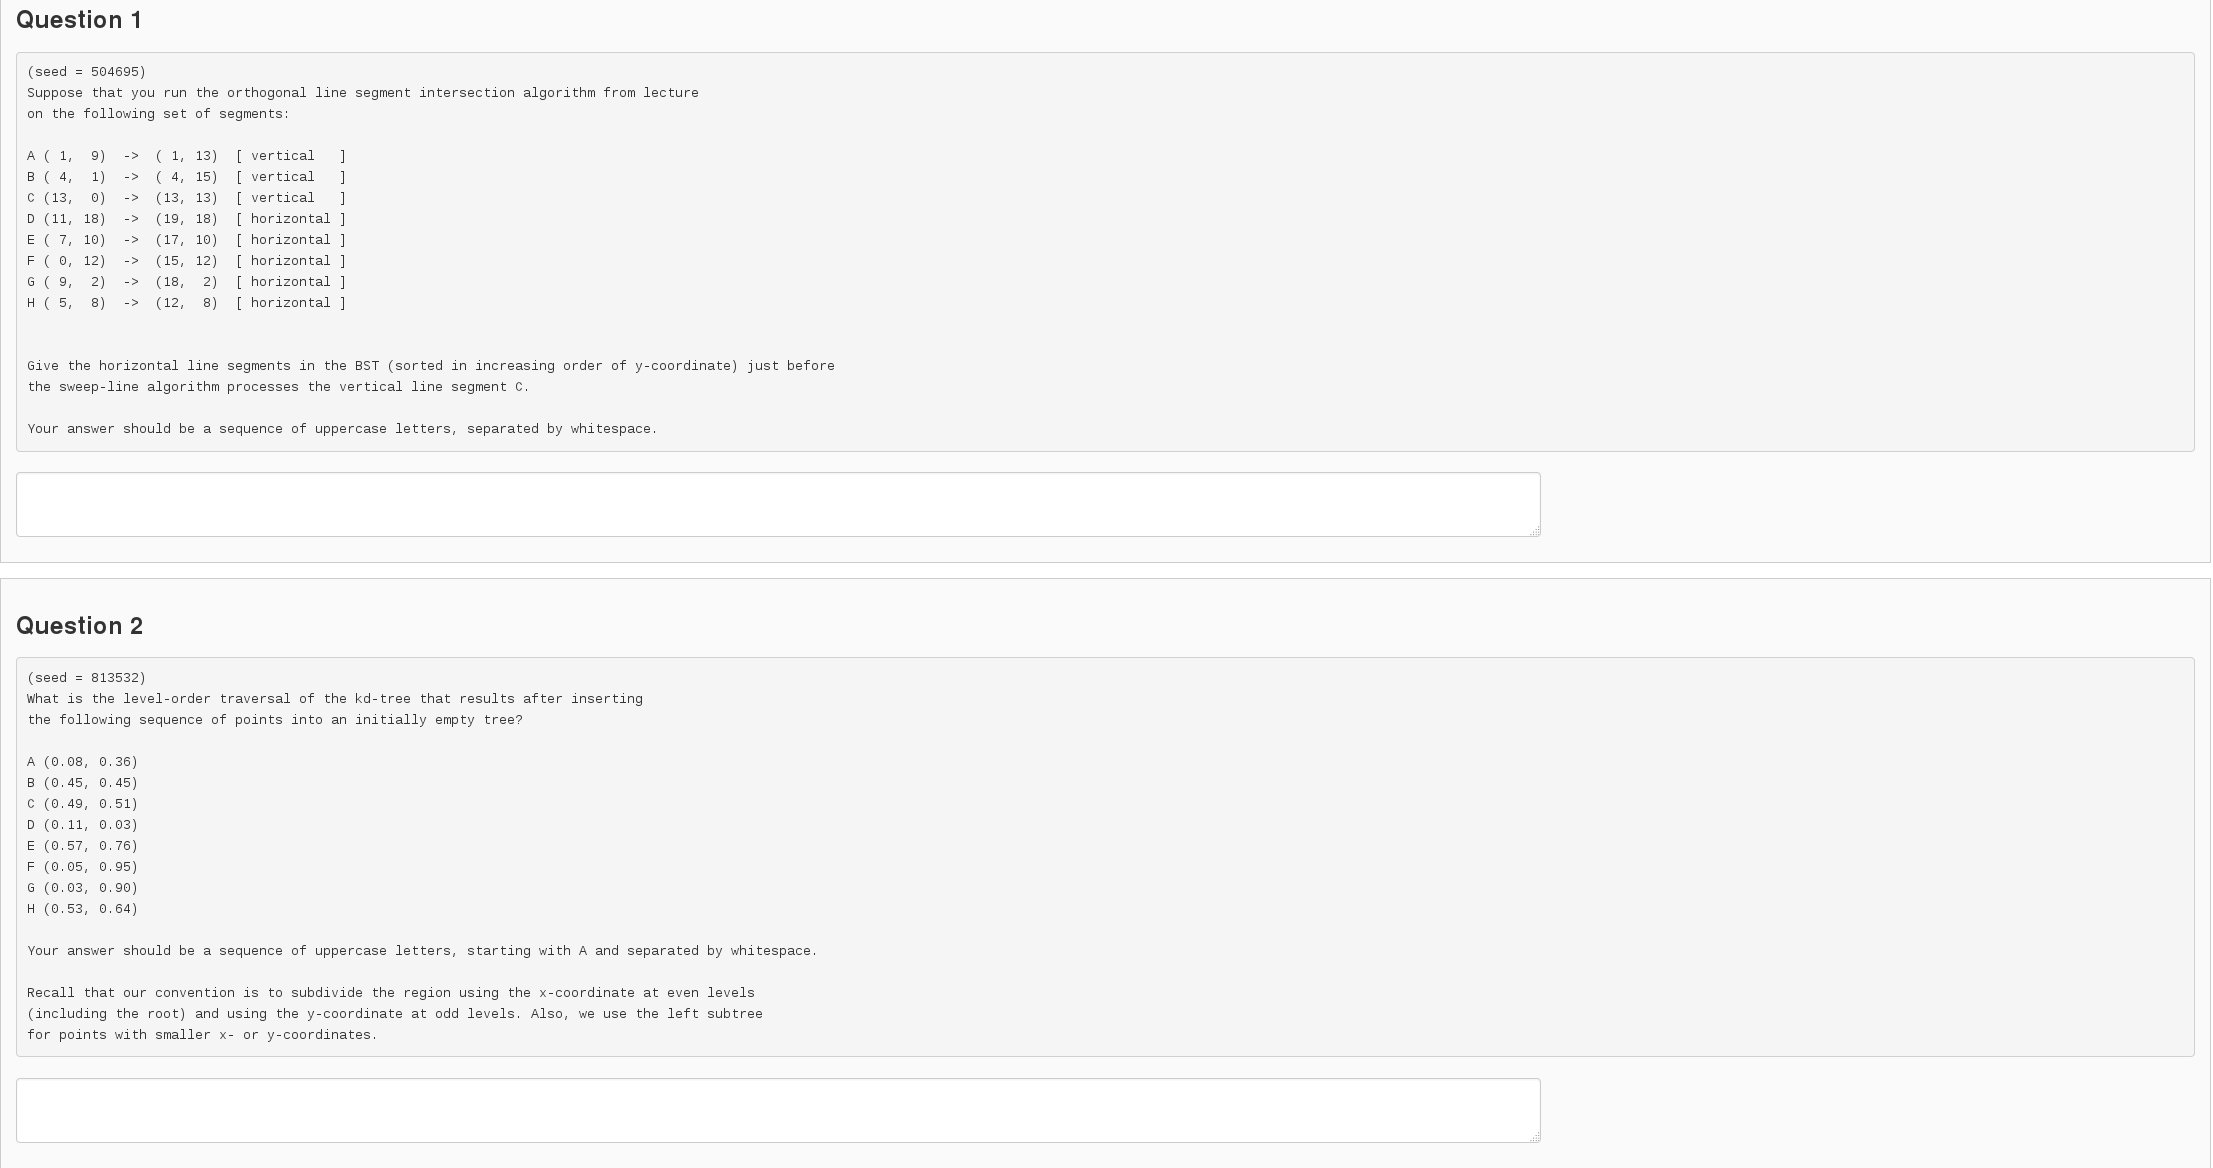 Question 1
(seed = 504695)
Suppose that you run the orthogonal line segment intersection algorithm from lecture
on the following set of segments:
A ( 1,  9)  ->  ( 1, 13)  [ vertical   ]
B ( 4,  1)  ->  ( 4, 15)  [ vertical   ]
C (13,  0)  ->  (13, 13)  [ vertical   ]
D (11, 18)  ->  (19, 18)  [ horizontal ]
E ( 7, 10)  ->  (17, 10)  [ horizontal ]
F ( 0, 12)  ->  (15, 12)  [ horizontal ]
G ( 9,  2)  ->  (18,  2)  [ horizontal ]
H ( 5,  8)  ->  (12,  8)  [ horizontal ]
Give the horizontal line segments in the BST (sorted in increasing order of y-coordinate) just before
the sweep-line algorithm processes the vertical line segment C.
Your answer should be a sequence of uppercase letters, separated by whitespace.
Question 2
(seed = 813532)
What is the level-order traversal of the kd-tree that results after inserting
the following sequence of points into an initially empty tree?
A (0.08, 0.36)
B (0.45, 0.45)
C (0.49, 0.51)
D (0.11, 0.03)
E (0.57, 0.76)
F (0.05, 0.95)
G (0.03, 0.90)
H (0.53, 0.64)
Your answer should be a sequence of uppercase letters, starting with A and separated by whitespace.
Recall that our convention is to subdivide the region using the x-coordinate at even levels
(including the root) and using the y-coordinate at odd levels. Also, we use the left subtree
for points with smaller x- or y-coordinates.